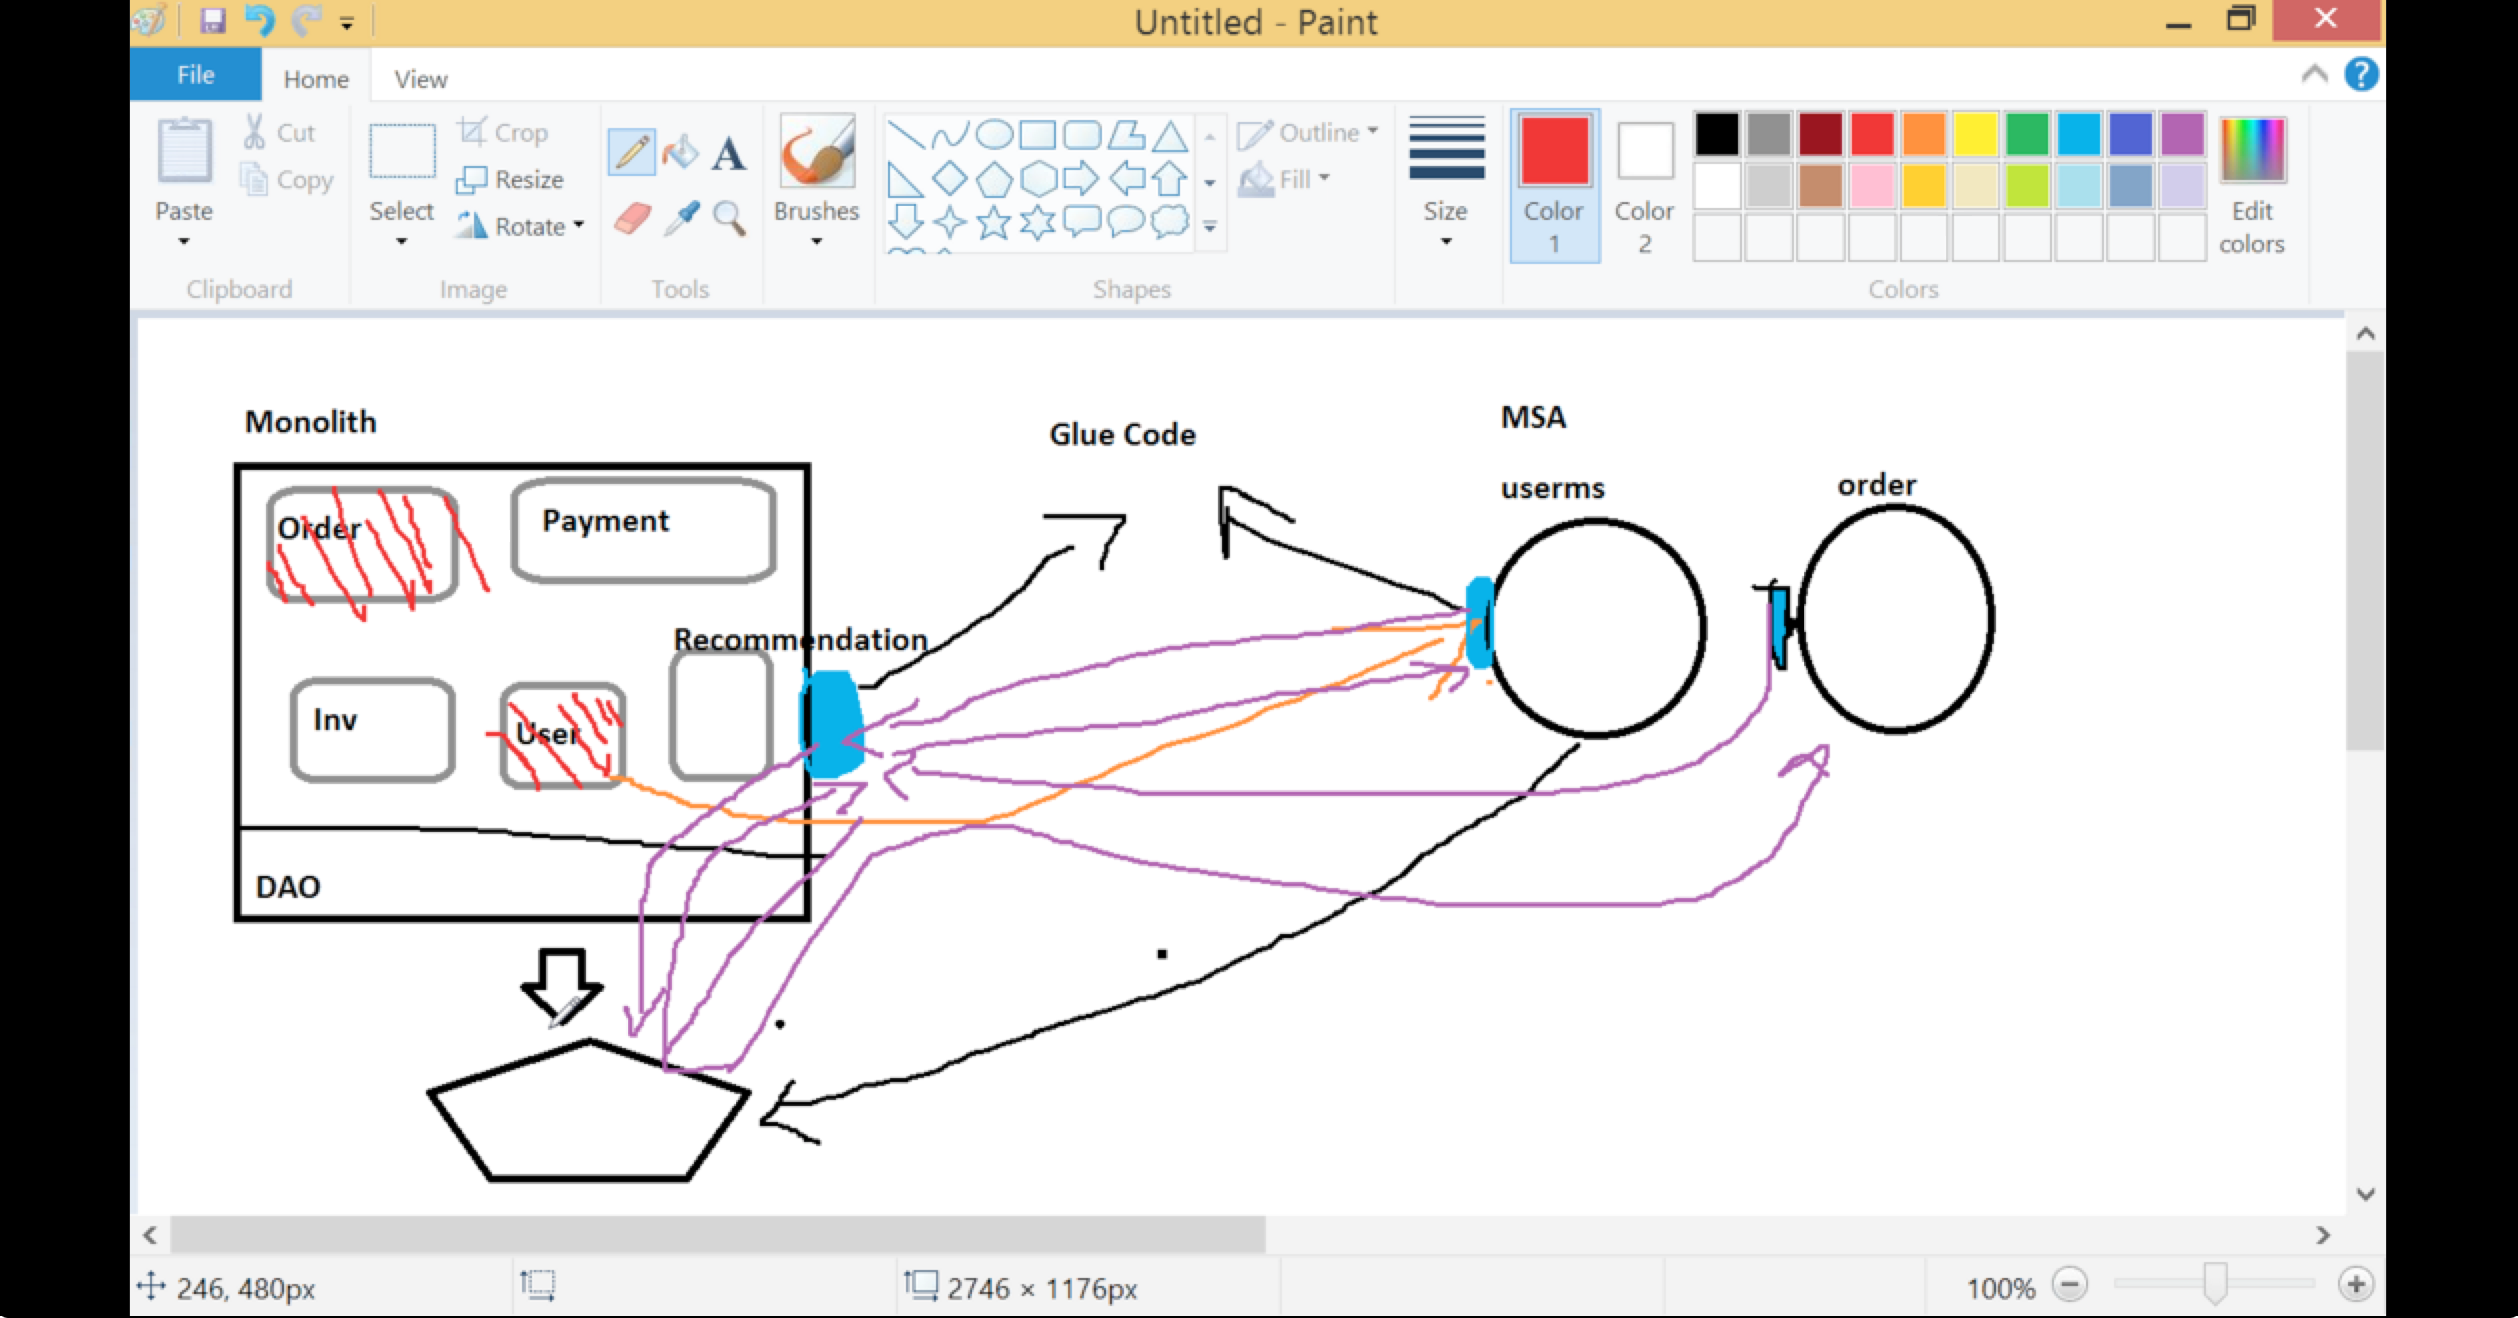 Untitled - Paint
File
Home
View
Paste
Cut
Copy
Clipboard
Select
Crop
Resize
Rotate
Image
A
Tools
Brushes
Outline
Fill
Shapes
Size
Color
1
Color
2
Edit
colors
Colors
Monolith
Glue Code
MSA
userms
order
Order
Payment
Recommendation
Inv
User
DAO
246, 480px
2746 × 1176px
100%